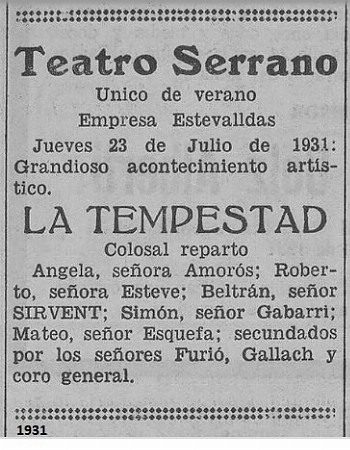 Teatro Serrano
Unico de verano
Empresa Estevalldas
Jueves 23 de Julio de 1931:
Grandioso acontecimiento artís-
tico.
LA TEMPESTAD
Colosal reparto
Angela, señora Amorós; Rober-
to, señora Esteve; Beltrán, señor
SIRVENT; Simón, señor Gabarri;
Mateo, señor Esquefa; secundados
por los señores Furió, Gallach y
coro general.
1931